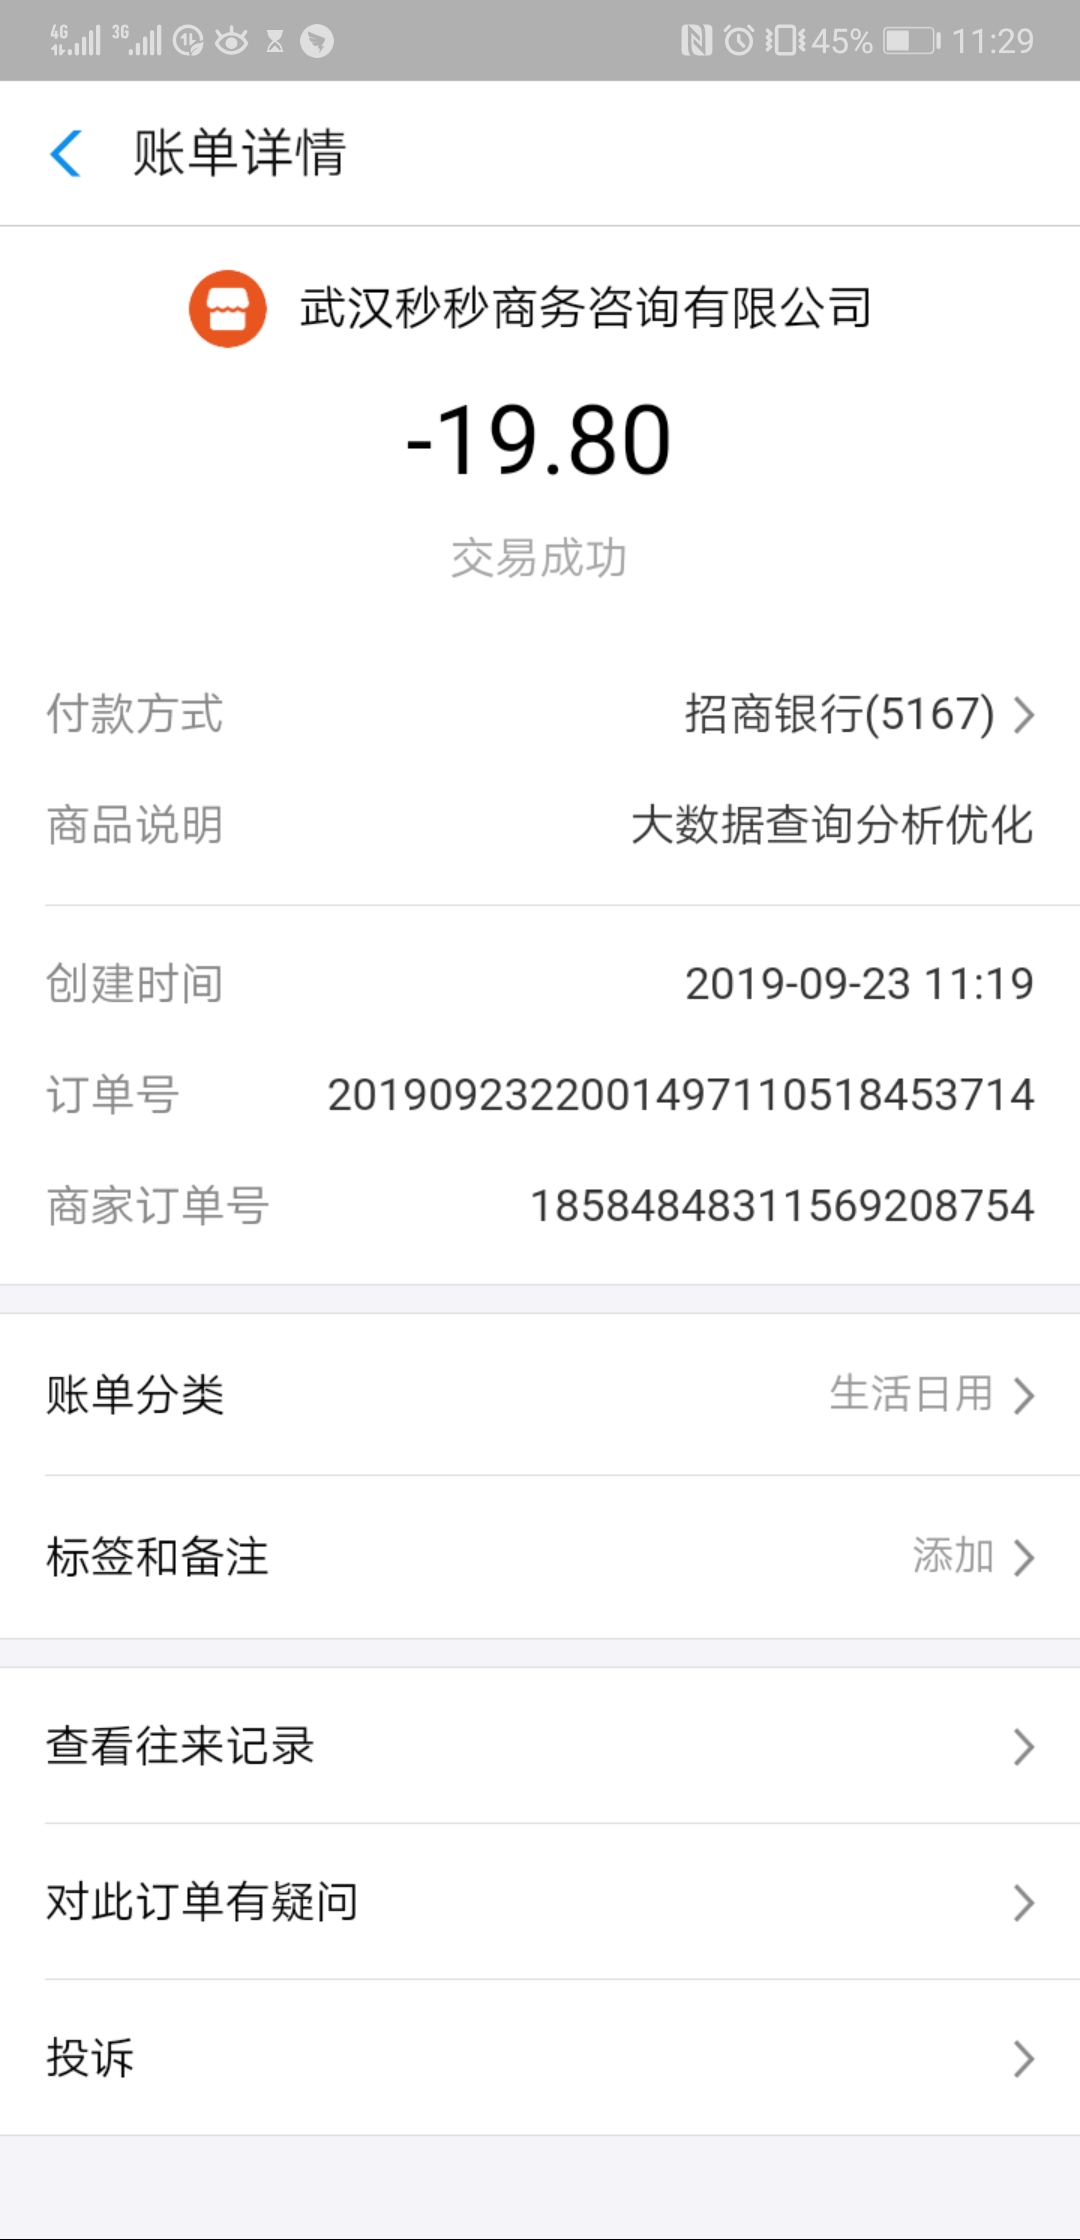 4G 3G 45% 11:29
账单详情
武汉秒秒商务咨询有限公司
-19.80
交易成功
付款方式 招商银行(5167)
商品说明 大数据查询分析优化
创建时间 2019-09-23 11:19
订单号 2019092322001497110518453714
商家订单号 18584848311569208754
账单分类 生活日用
标签和备注 添加
查看往来记录
对此订单有疑问
投诉